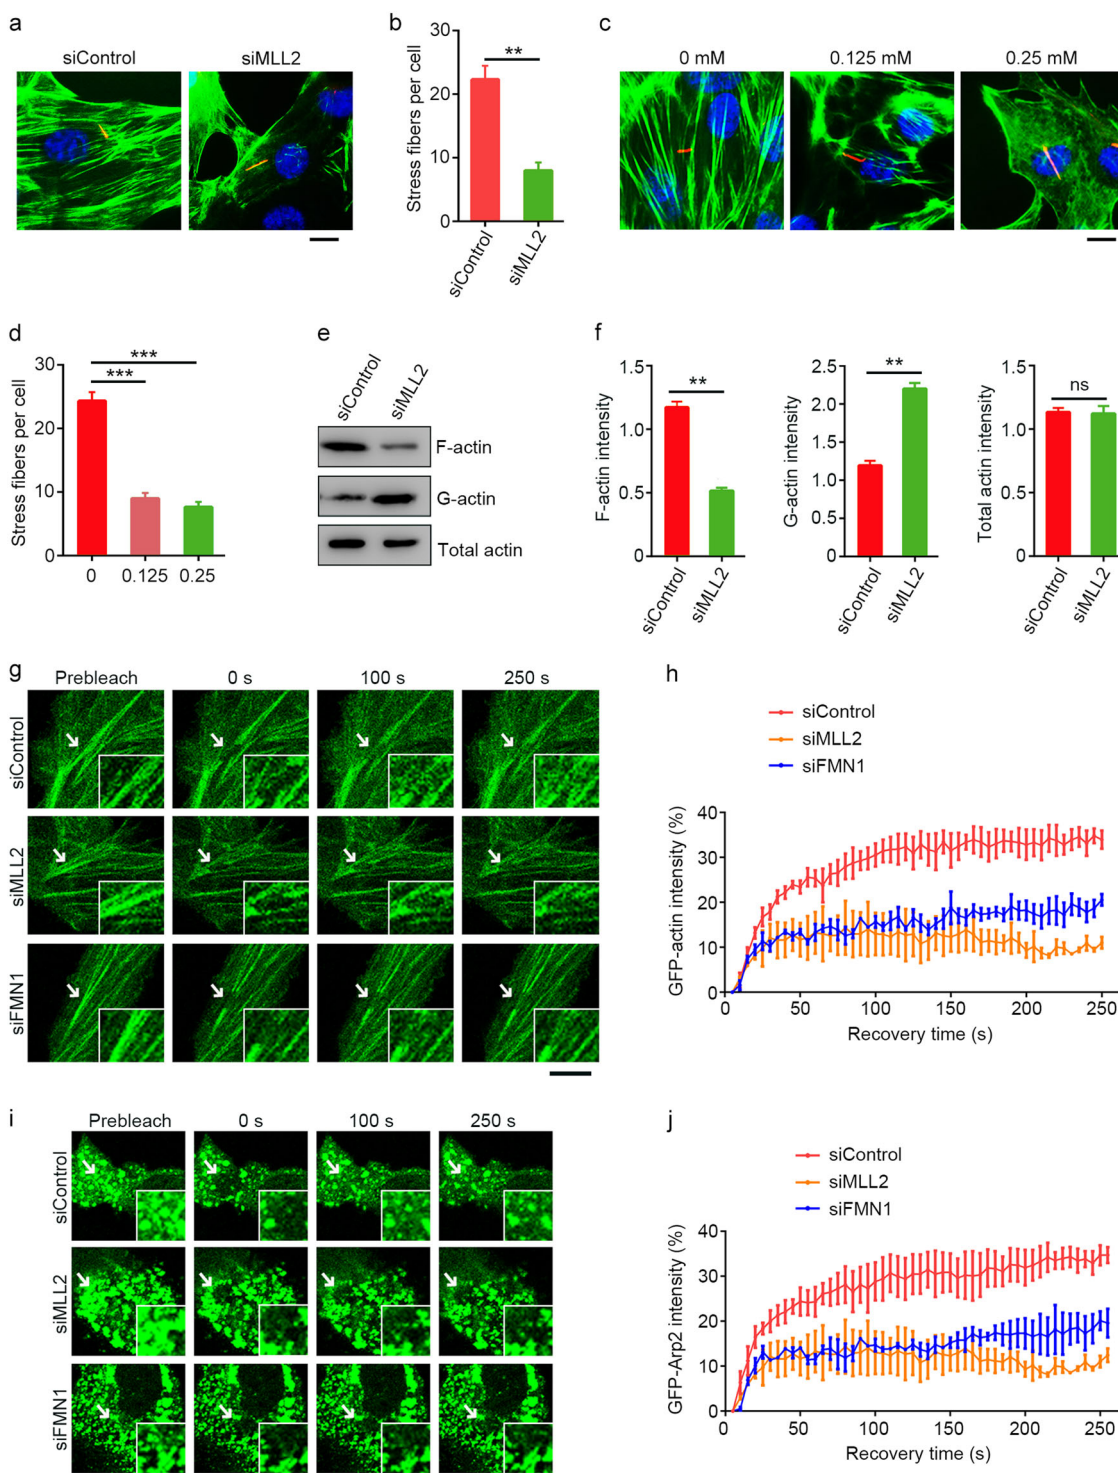 a
siControl siMLL2
b
Stress fibers per cell
30
20
10
0
**
siControl
siMLL2
c
0 mM 0.125 mM 0.25 mM
d
Stress fibers per cell
30
20
10
0
***
***
0 0.125 0.25
e
siControl
siMLL2
F-actin
G-actin
Total actin
f
F-actin intensity
1.5
1.0
0.5
0
**
siControl
siMLL2
G-actin intensity
2.5
2.0
1.5
1.0
0.5
0
**
siControl
siMLL2
Total actin intensity
1.5
1.0
0.5
0
ns
siControl
siMLL2
g
Prebleach 0 s 100 s 250 s
siControl
siMLL2
siFMN1
h
siControl
siMLL2
siFMN1
GFP-actin intensity (%)
40
30
20
10
0
0 50 100 150 200 250
Recovery time (s)
i
Prebleach 0 s 100 s 250 s
siControl
siMLL2
siFMN1
j
siControl
siMLL2
siFMN1
GFP-Arp2 intensity (%)
40
30
20
10
0
0 50 100 150 200 250
Recovery time (s)